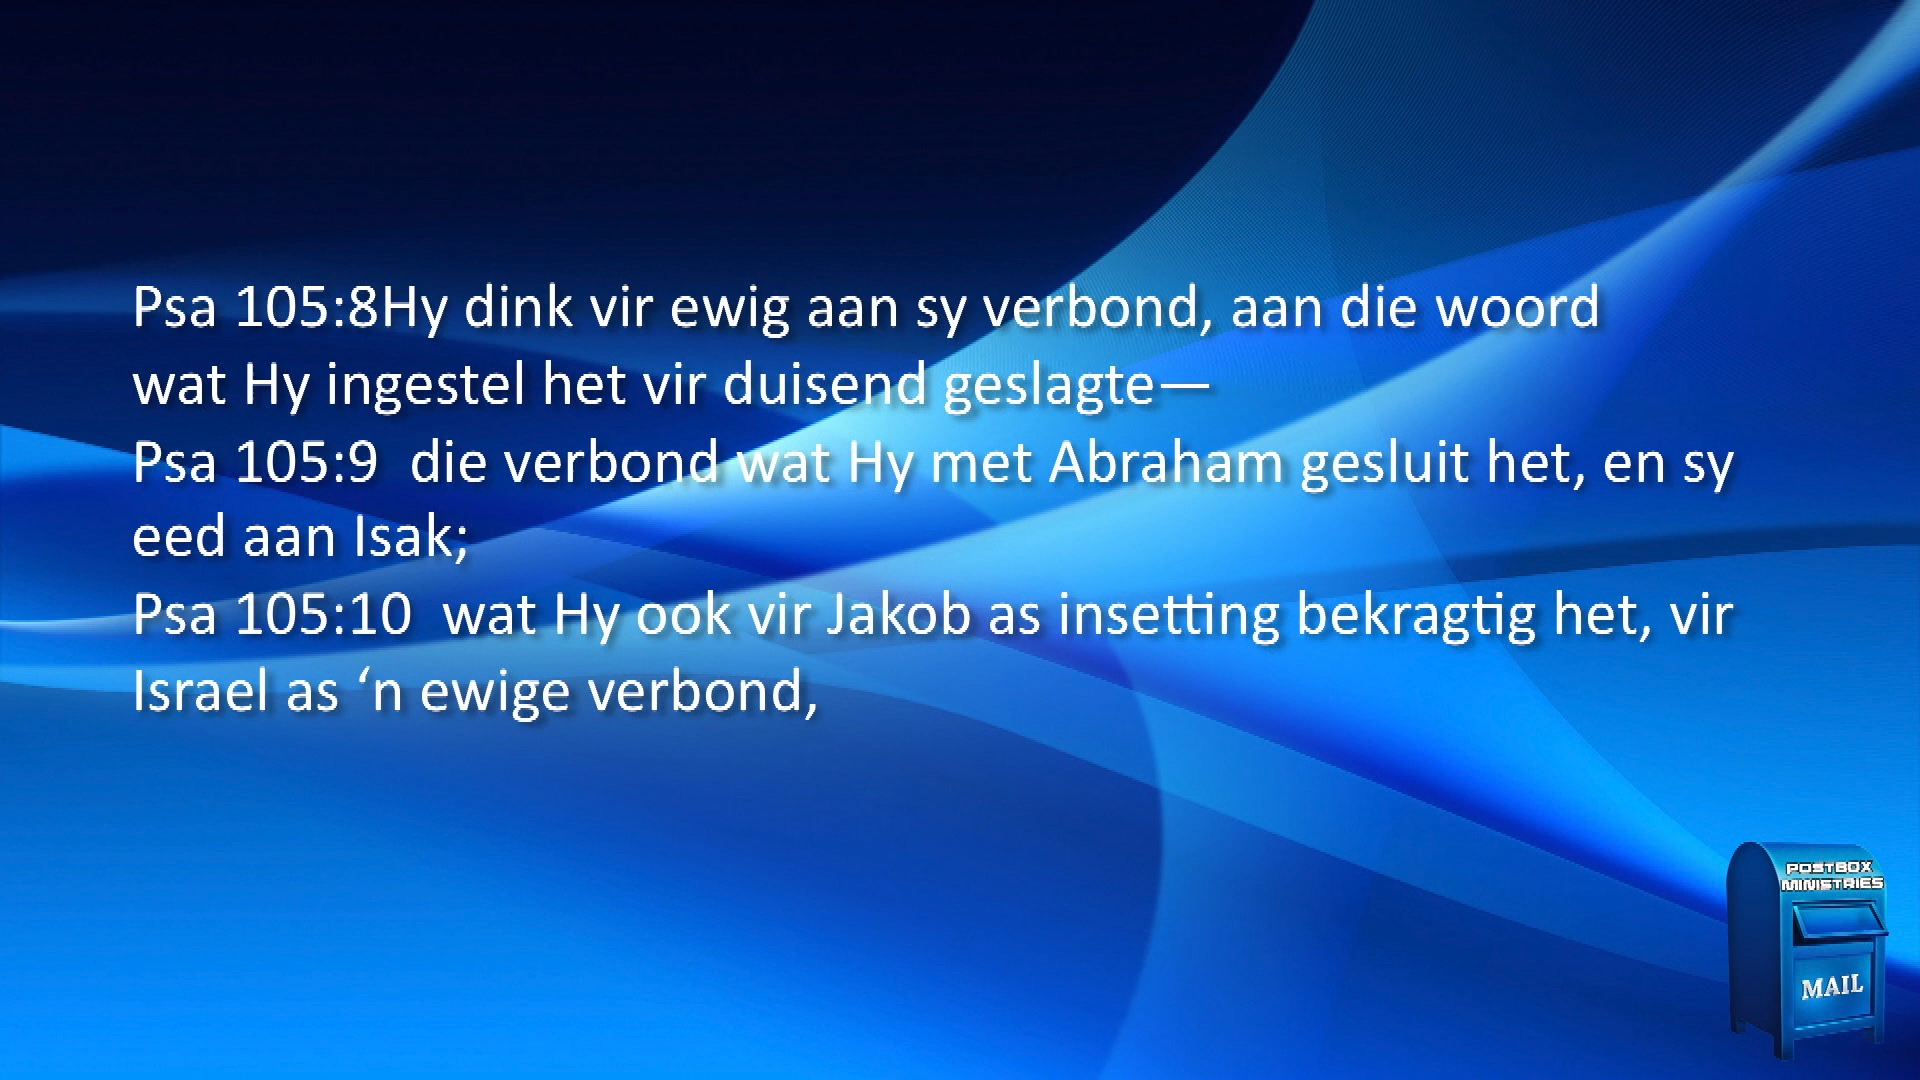 Psa 105:8Hy dink vir ewig aan sy verbond, aan die woord
wat Hy ingestel het vir duisend geslagte—
Psa 105:9  die verbond wat Hy met Abraham gesluit het, en sy
eed aan Isak;
Psa 105:10  wat Hy ook vir Jakob as insetting bekragtig het, vir
Israel as ‘n ewige verbond,
POSTBOX
MINISTRIES
MAIL